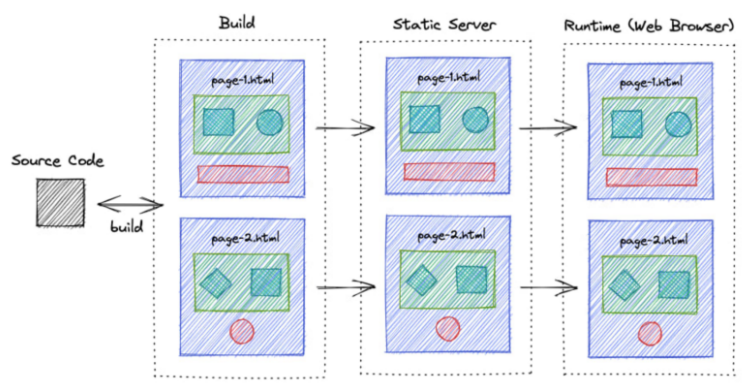 Build
Static Server
Runtime (Web Browser)
page-1.html
page-1.html
page-1.html
Source Code
build
page-2.html
page-2.html
page-2.html